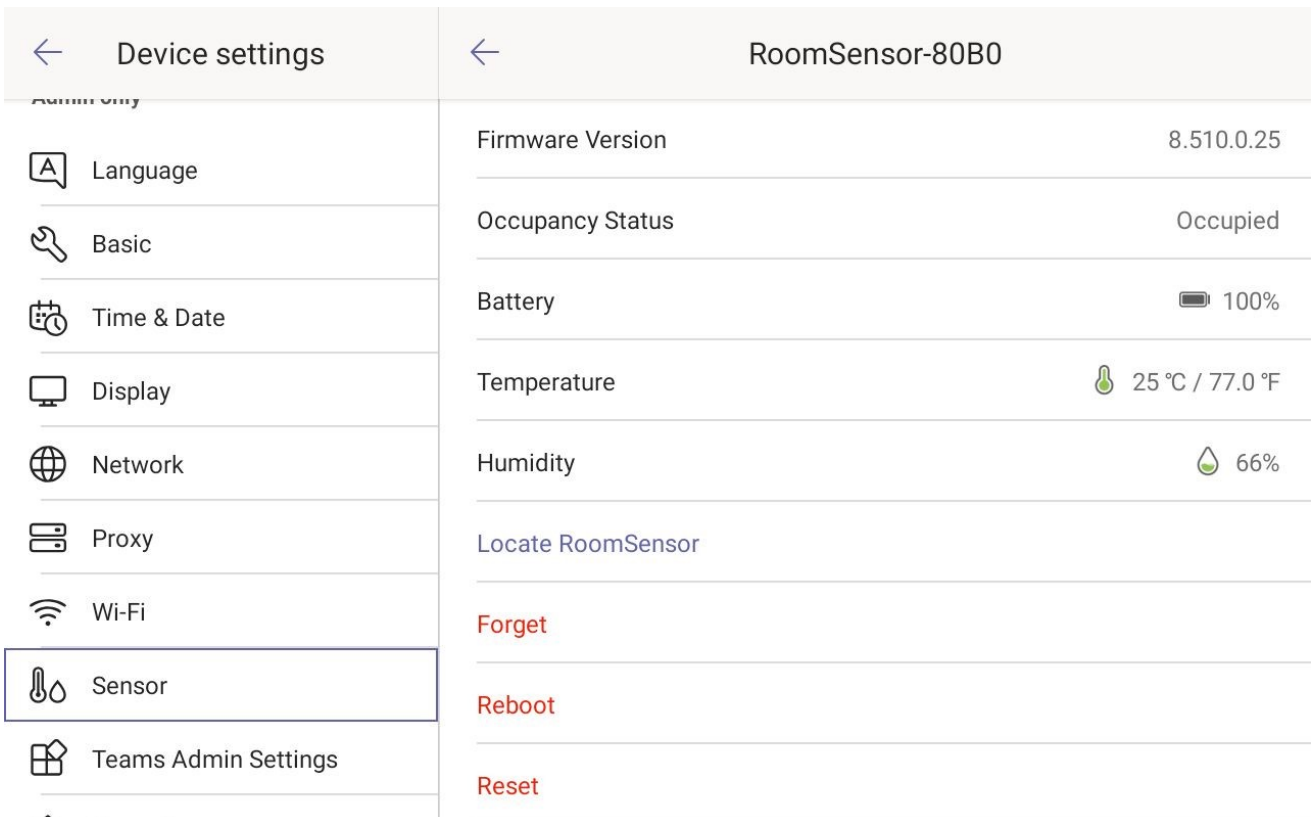 Device settings
Admin only
Language
Basic
Time & Date
Display
Network
Proxy
Wi-Fi
Sensor
Teams Admin Settings
RoomSensor-80B0
Firmware Version 8.510.0.25
Occupancy Status Occupied
Battery 100%
Temperature 25 ℃ / 77.0 ℉
Humidity 66%
Locate RoomSensor
Forget
Reboot
Reset